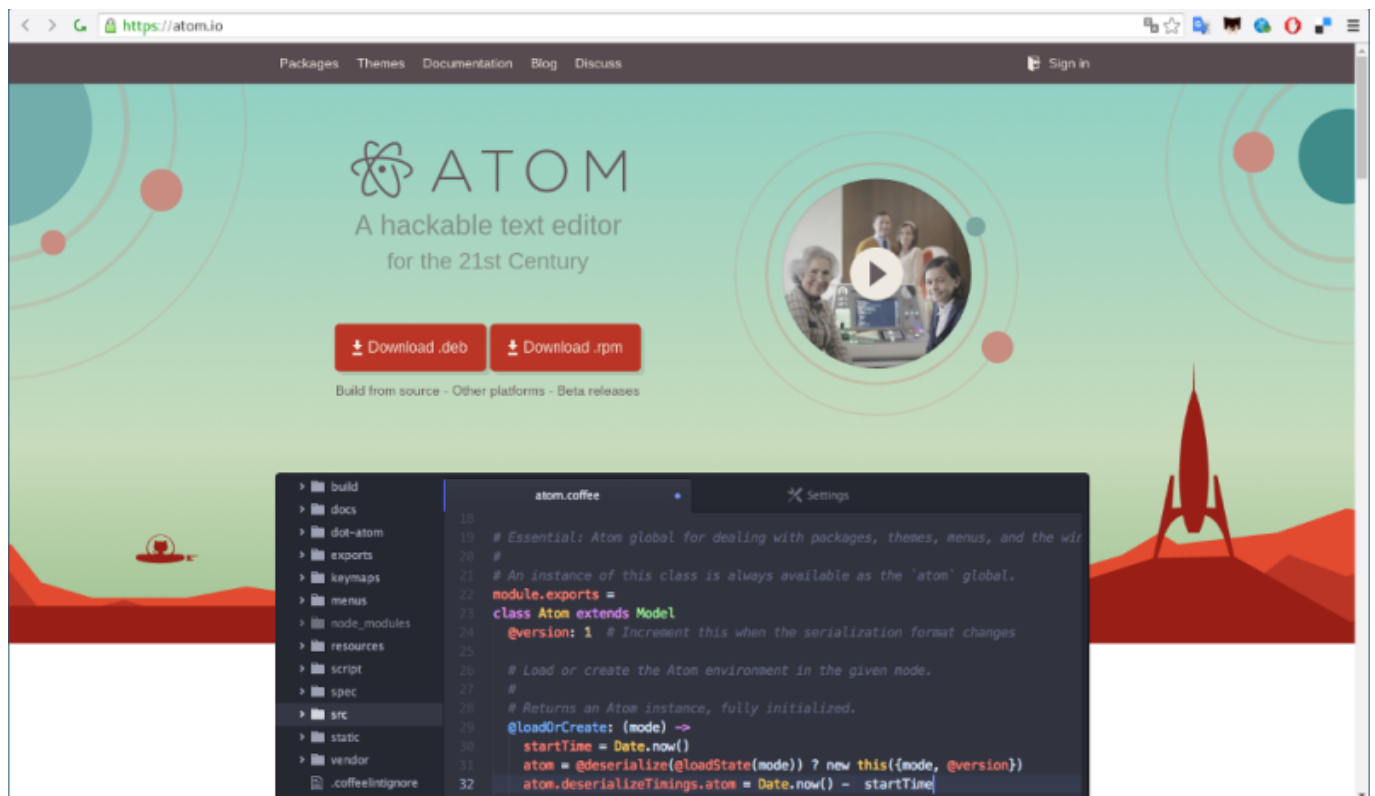 https://atom.io
Packages Themes Documentation Blog Discuss Sign in
ATOM
A hackable text editor
for the 21st Century
Download .deb Download .rpm
Build from source - Other platforms - Beta releases
build
docs
dot-atom
exports
keymaps
menus
node_modules
resources
script
spec
src
static
vendor
.coffeelintignore
atom.coffee Settings
18
19 # Essential: Atom global for dealing with packages, themes, menus, and the win
20 #
21 # An instance of this class is always available as the `atom` global.
22 module.exports =
23 class Atom extends Model
24 @version: 1 # Increment this when the serialization format changes
25
26 # Load or create the Atom environment in the given mode.
27 #
28 # Returns an Atom instance, fully initialized.
29 @loadOrCreate: (mode) ->
30 startTime = Date.now()
31 atom = @deserialize(@loadState(mode)) ? new this({mode, @version})
32 atom.deserializeTimings.atom = Date.now() - startTime